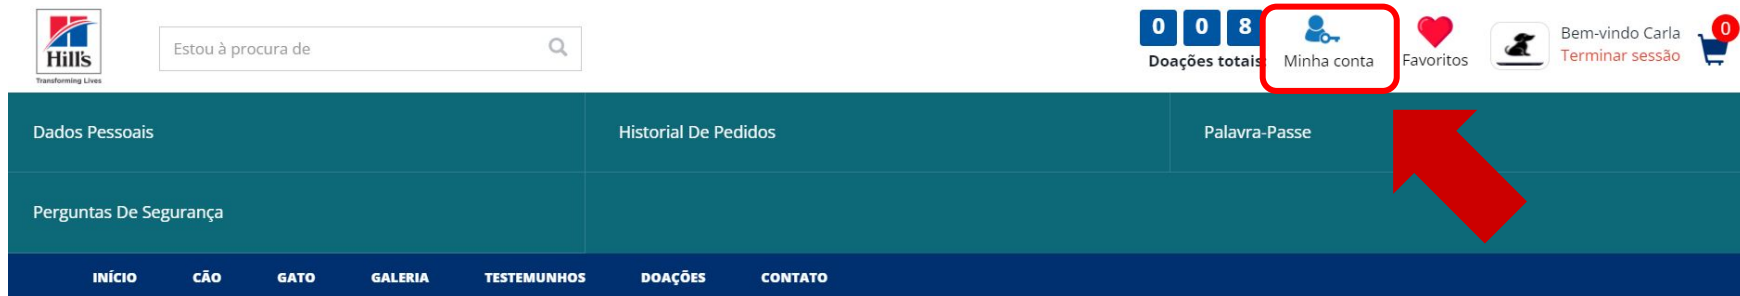 Hill's
Transforming Lives
Estou à procura de
0 0 8
Doações totais
Minha conta
Favoritos
Bem-vindo Carla
Terminar sessão
0
Dados Pessoais
Historial De Pedidos
Palavra-Passe
Perguntas De Segurança
INÍCIO CÃO GATO GALERIA TESTEMUNHOS DOAÇÕES CONTATO